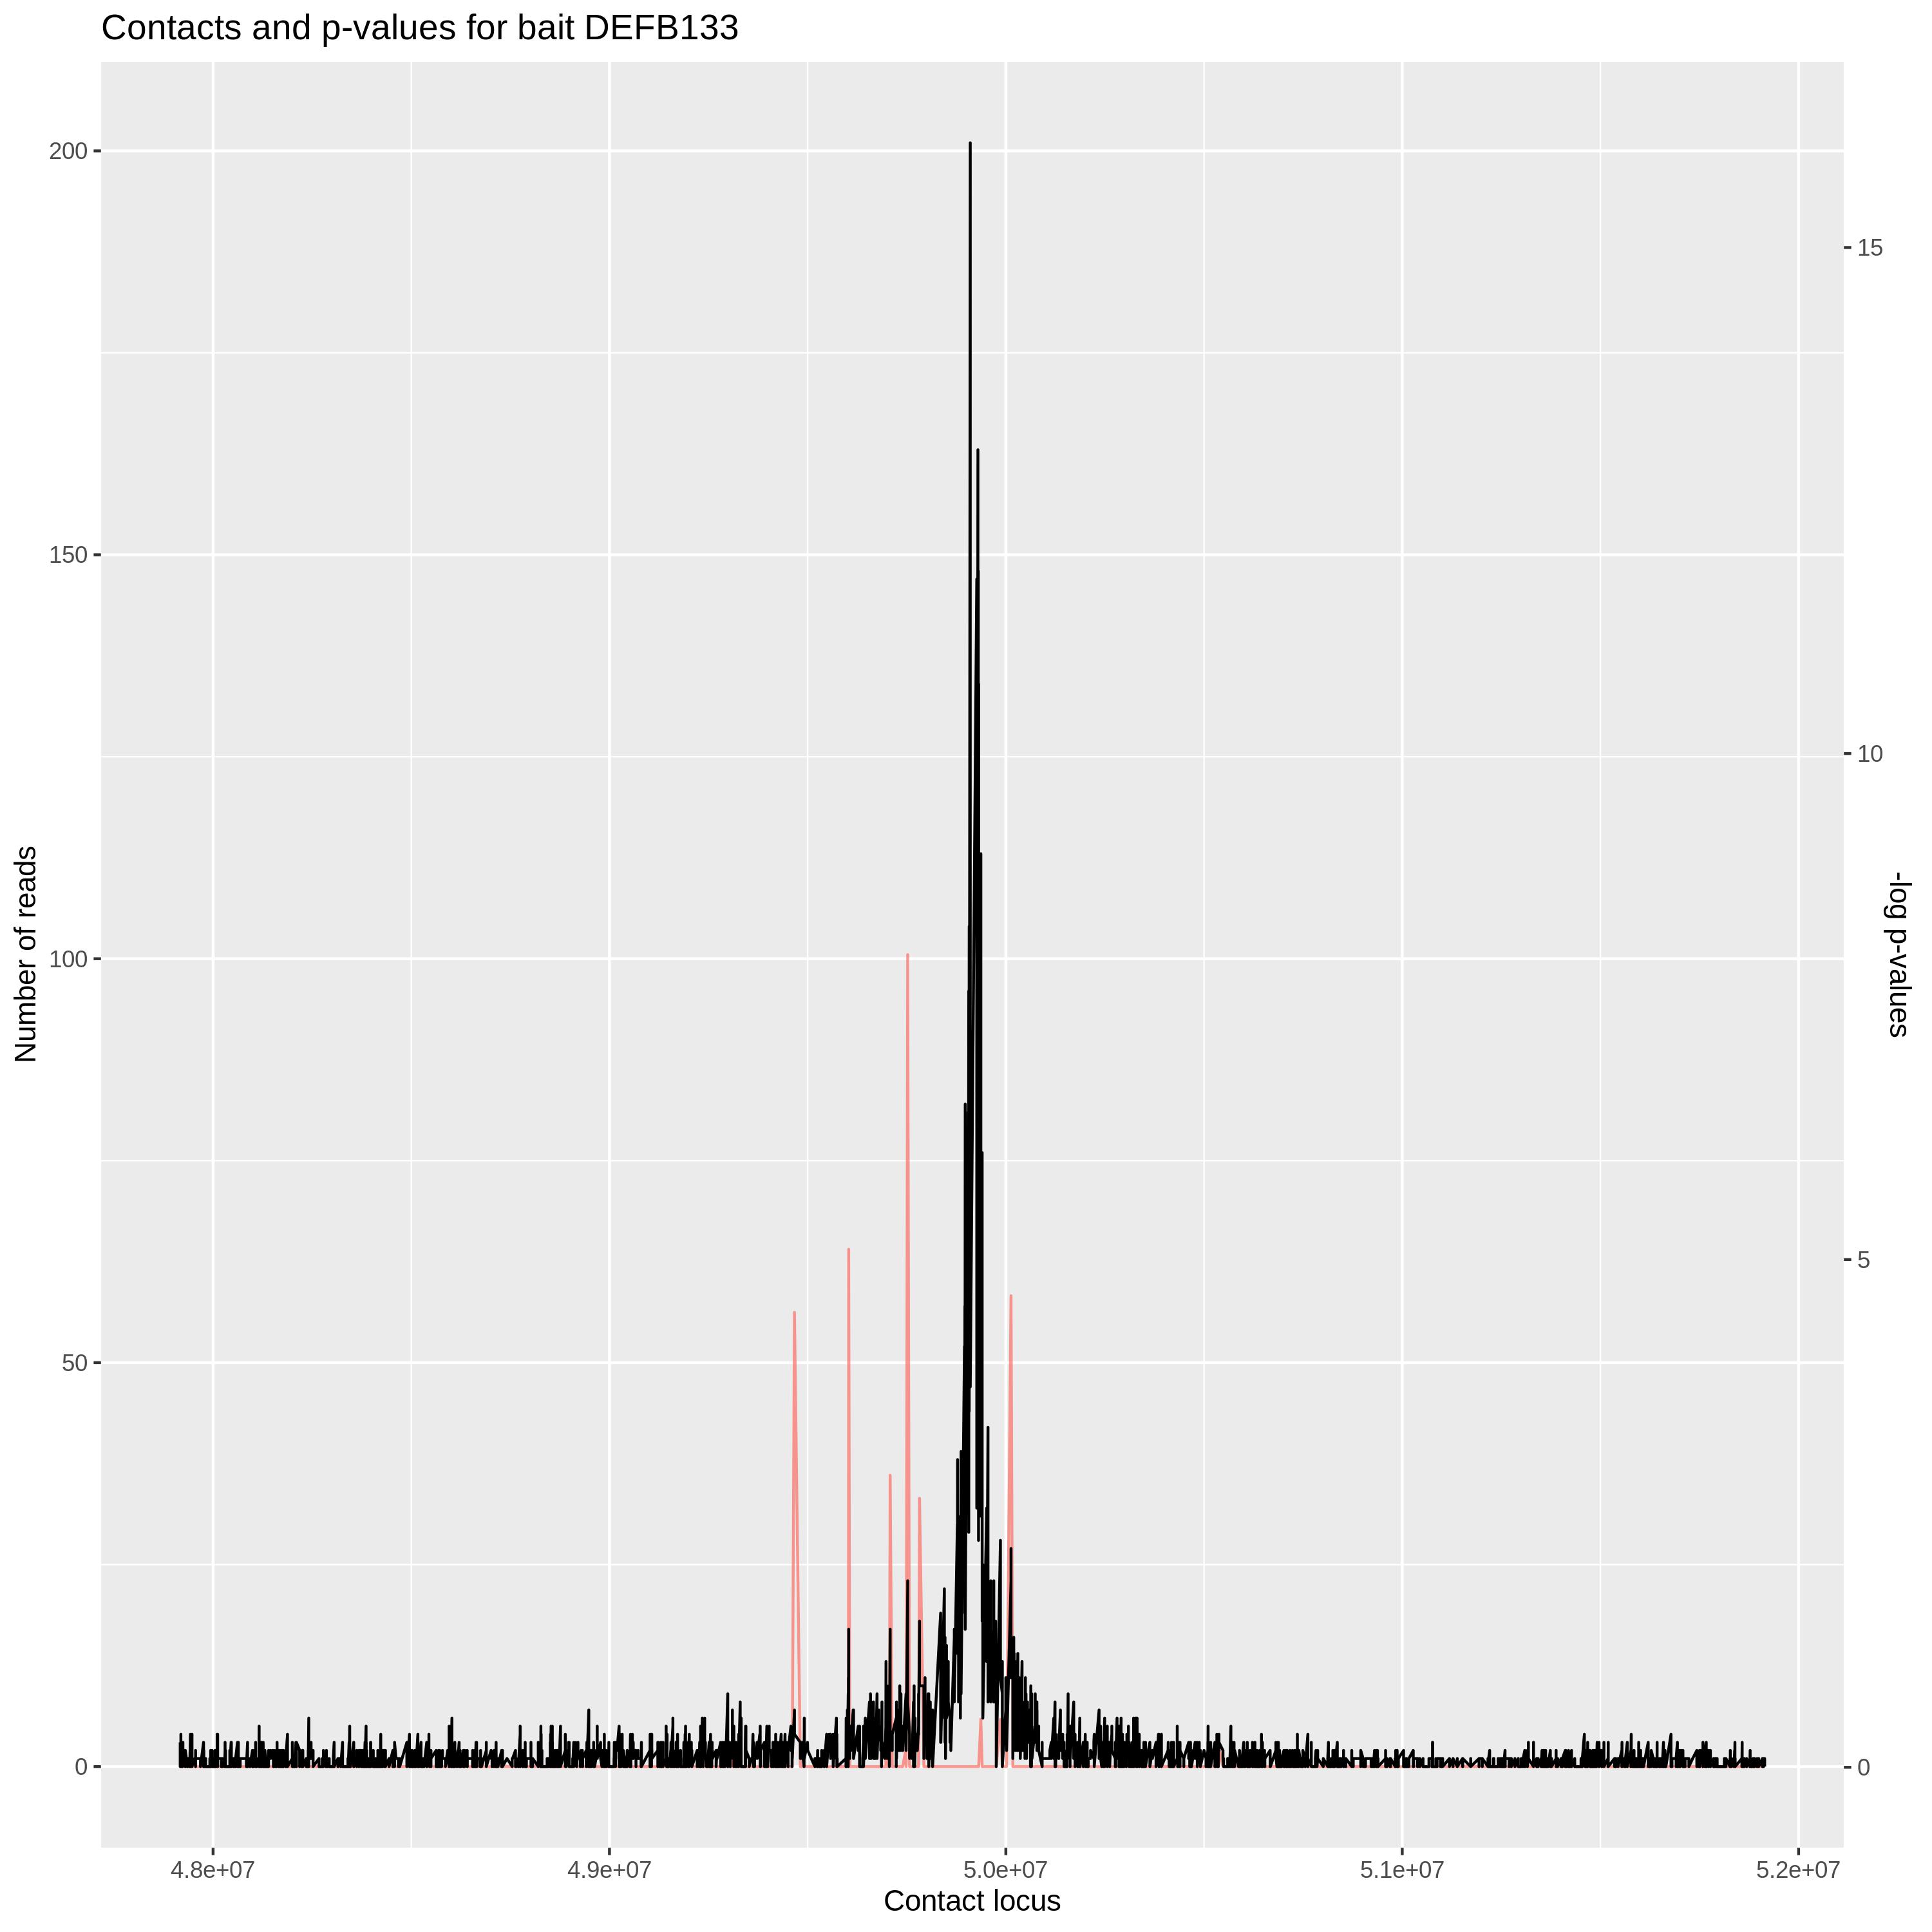 Contacts and p-values for bait DEFB133
200
150
100
50
0
Number of reads
15
10
5
0
-log p-values
4.8e+07
4.9e+07
5.0e+07
5.1e+07
5.2e+07
Contact locus